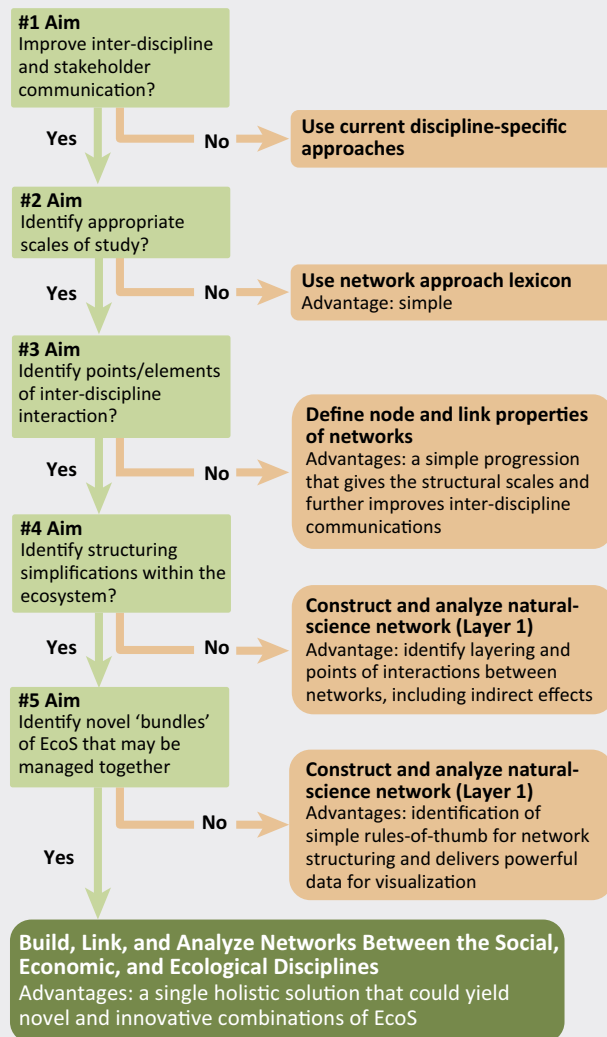 #1 Aim
Improve inter-discipline
and stakeholder
communication?
Yes
No
Use current discipline-specific
approaches
#2 Aim
Identify appropriate
scales of study?
Yes
No
Use network approach lexicon
Advantage: simple
#3 Aim
Identify points/elements
of inter-discipline
interaction?
Yes
No
Define node and link properties
of networks
Advantages: a simple progression
that gives the structural scales and
further improves inter-discipline
communications
#4 Aim
Identify structuring
simplifications within the
ecosystem?
Yes
No
Construct and analyze natural-
science network (Layer 1)
Advantage: identify layering and
points of interactions between
networks, including indirect effects
#5 Aim
Identify novel ‘bundles’
of EcoS that may be
managed together
Yes
No
Construct and analyze natural-
science network (Layer 1)
Advantages: identification of
simple rules-of-thumb for network
structuring and delivers powerful
data for visualization
Build, Link, and Analyze Networks Between the Social,
Economic, and Ecological Disciplines
Advantages: a single holistic solution that could yield
novel and innovative combinations of EcoS